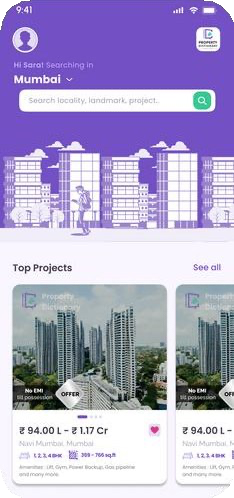 9:41
PROPERTY
DICTIONARY
Hi Sara! Searching in
Mumbai
Search locality, landmark, project..
Top Projects
See all
Property
Dictionary
No EMI
till possession
OFFER
No EMI
till possession
₹ 94.00 L - ₹ 1.17 Cr
Navi Mumbai, Mumbai
1, 2, 3, 4 BHK
359 - 766 sq.ft
Amenities : Lift, Gym, Power Backup, Gas pipeline
and many more.
₹ 94.00 L -
Navi Mumbai, M
1, 2, 3, 4 BHK
Amenities : Lift, G
and many more.